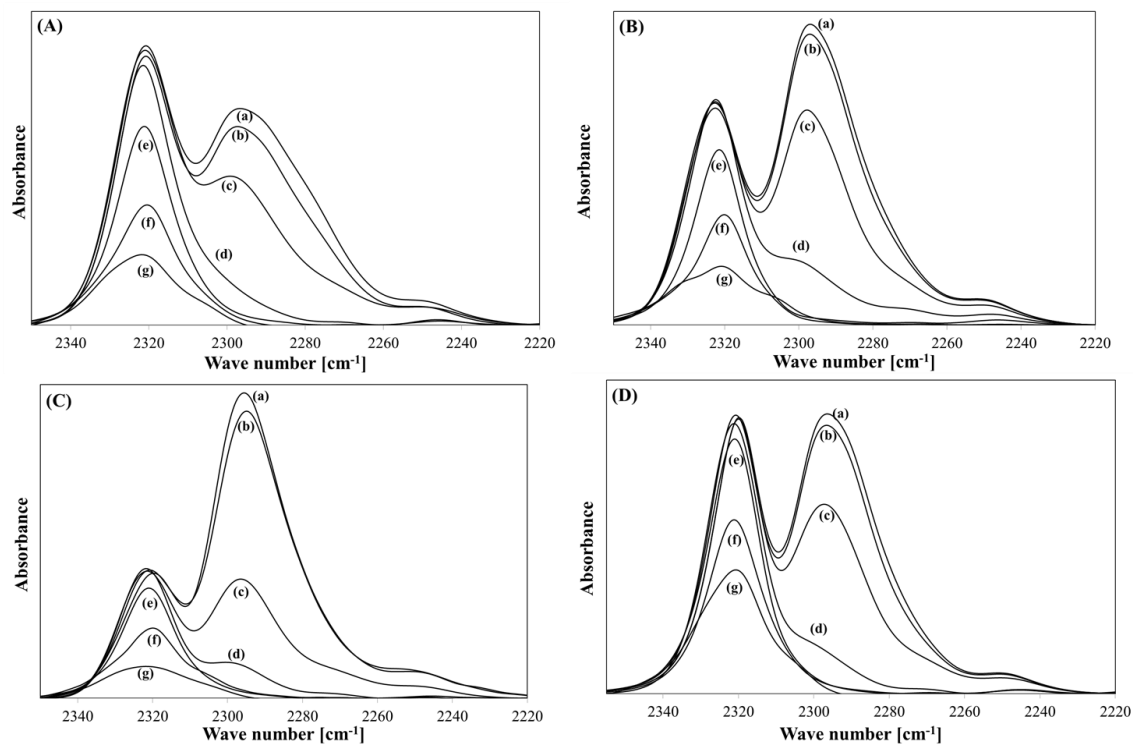 (A)
(a)
(b)
(c)
(d)
(e)
(f)
(g)
Absorbance
2340 2320 2300 2280 2260 2240 2220
Wave number [cm-1]
(B)
(a)
(b)
(c)
(d)
(e)
(f)
(g)
Absorbance
2340 2320 2300 2280 2260 2240 2220
Wave number [cm-1]
(C)
(a)
(b)
(c)
(d)
(e)
(f)
(g)
Absorbance
2340 2320 2300 2280 2260 2240 2220
Wave number [cm-1]
(D)
(a)
(b)
(c)
(d)
(e)
(f)
(g)
Absorbance
2340 2320 2300 2280 2260 2240 2220
Wave number [cm-1]